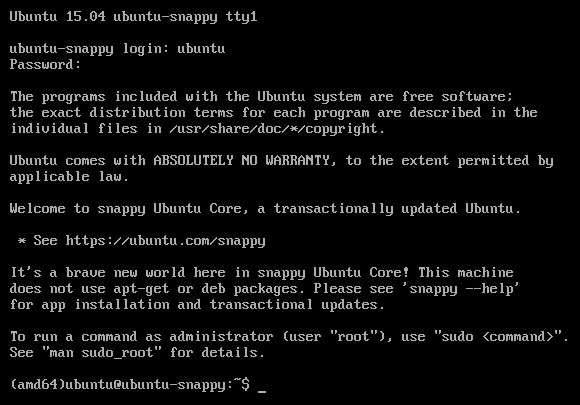 Ubuntu 15.04 ubuntu-snappy tty1
ubuntu-snappy login: ubuntu
Password:
The programs included with the Ubuntu system are free software;
the exact distribution terms for each program are described in the
individual files in /usr/share/doc/*/copyright.
Ubuntu comes with ABSOLUTELY NO WARRANTY, to the extent permitted by
applicable law.
Welcome to snappy Ubuntu Core, a transactionally updated Ubuntu.
 * See https://ubuntu.com/snappy
It's a brave new world here in snappy Ubuntu Core! This machine
does not use apt-get or deb packages. Please see 'snappy --help'
for app installation and transactional updates.
To run a command as administrator (user "root"), use "sudo <command>".
See "man sudo_root" for details.
(amd64)ubuntu@ubuntu-snappy:~$ _